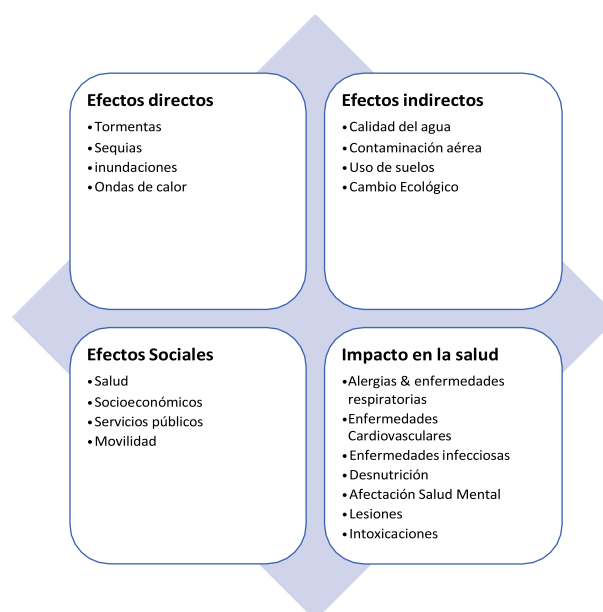 Efectos directos
•Tormentas
•Sequias
•inundaciones
•Ondas de calor
Efectos indirectos
•Calidad del agua
•Contaminación aérea
•Uso de suelos
•Cambio Ecológico
Efectos Sociales
•Salud
•Socioeconómicos
•Servicios públicos
•Movilidad
Impacto en la salud
•Alergias & enfermedades
respiratorias
•Enfermedades
Cardiovasculares
•Enfermedades infecciosas
•Desnutrición
•Afectación Salud Mental
•Lesiones
•Intoxicaciones